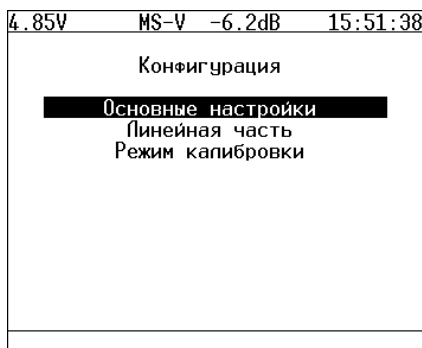 4.85V MS-V -6.2dB 15:51:38
Конфигурация
Основные настройки
Линейная часть
Режим калибровки